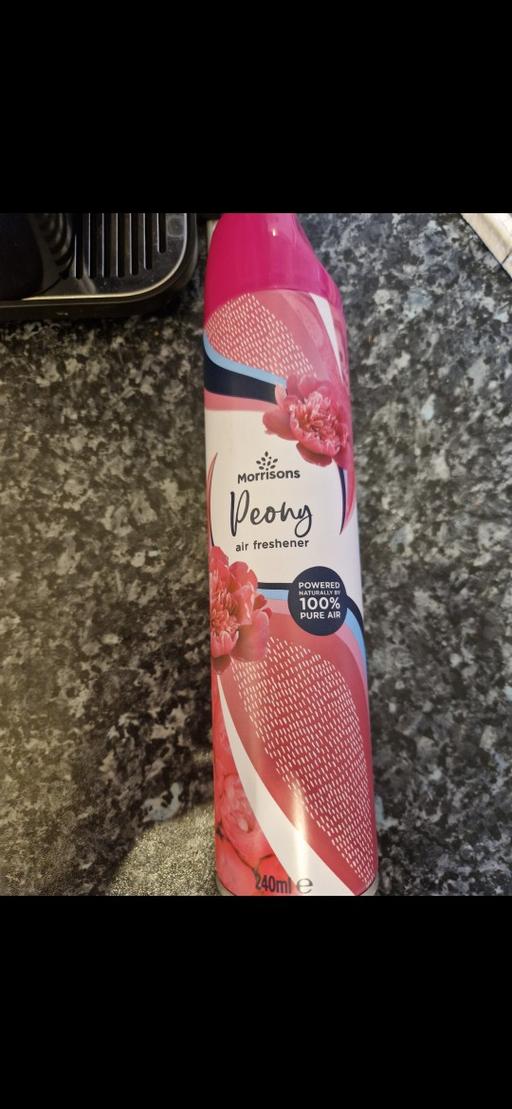 Morrisons
Peony
air freshener
POWERED
NATURALLY BY
100%
PURE AIR
240ml e